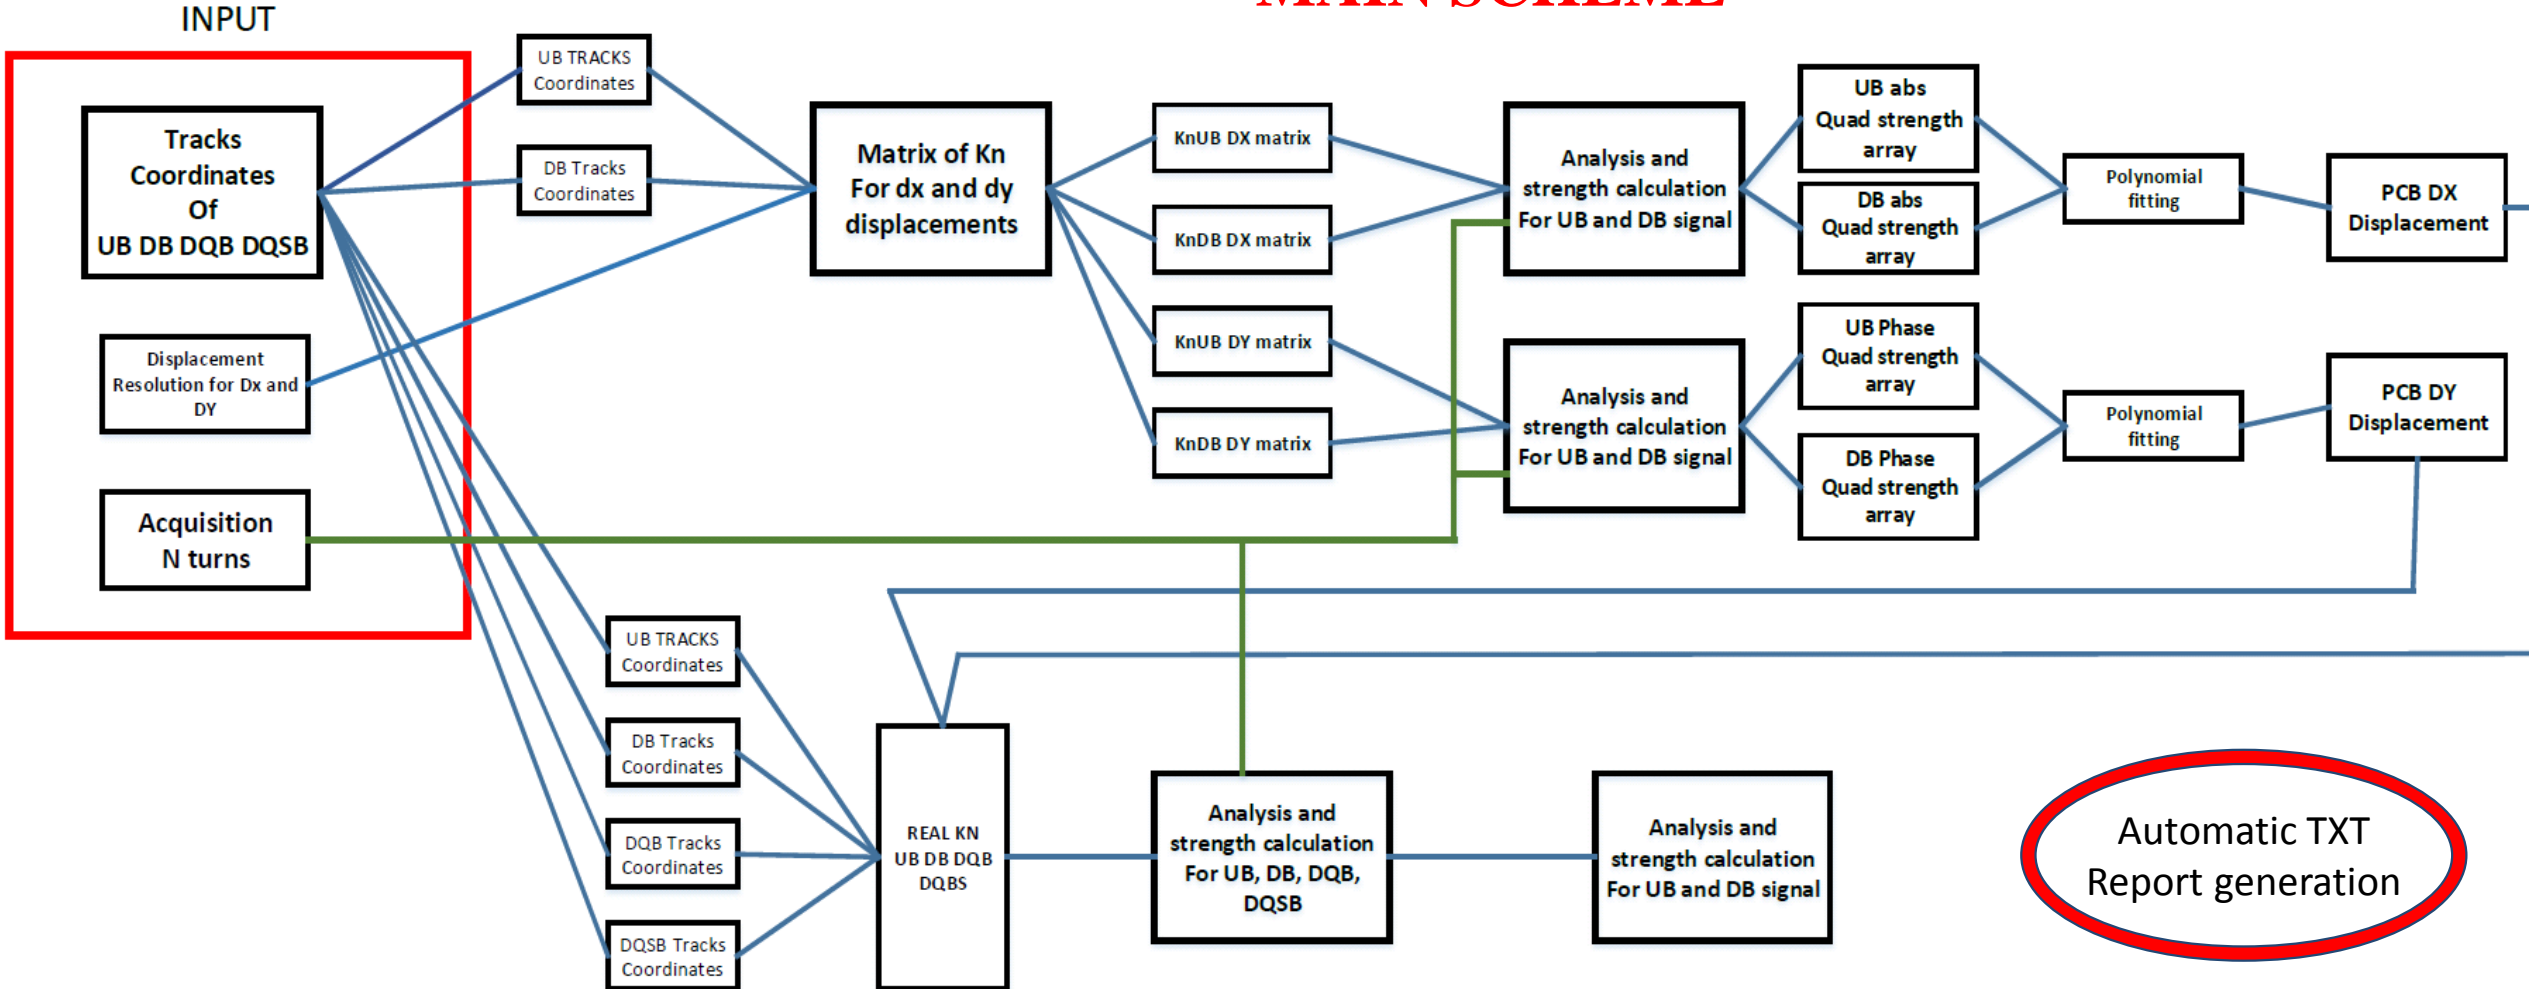 MAIN SCHEME
INPUT
Tracks
Coordinates
Of
UB DB DQB DQSB
Displacement
Resolution for Dx and
DY
Acquisition
N turns
UB TRACKS
Coordinates
DB Tracks
Coordinates
Matrix of Kn
For dx and dy
displacements
KnUB DX matrix
KnDB DX matrix
KnUB DY matrix
KnDB DY matrix
Analysis and
strength calculation
For UB and DB signal
Analysis and
strength calculation
For UB and DB signal
UB abs
Quad strength
array
DB abs
Quad strength
array
UB Phase
Quad strength
array
DB Phase
Quad strength
array
Polynomial
fitting
Polynomial
fitting
PCB DX
Displacement
PCB DY
Displacement
UB TRACKS
Coordinates
DB Tracks
Coordinates
DQB Tracks
Coordinates
DQSB Tracks
Coordinates
REAL KN
UB DB DQB
DQBS
Analysis and
strength calculation
For UB, DB, DQB,
DQSB
Analysis and
strength calculation
For UB and DB signal
Automatic TXT
Report generation